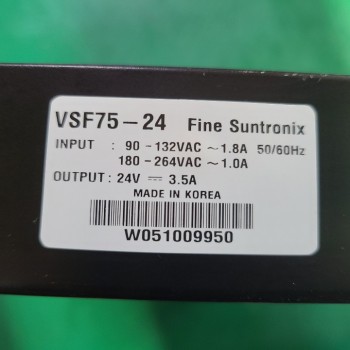 VSF75-24 Fine Suntronix
INPUT : 90 -132VAC ~1.8A 50/60Hz
180 -264VAC ~1.0A
OUTPUT: 24V ⎓ 3.5A
MADE IN KOREA
W051009950